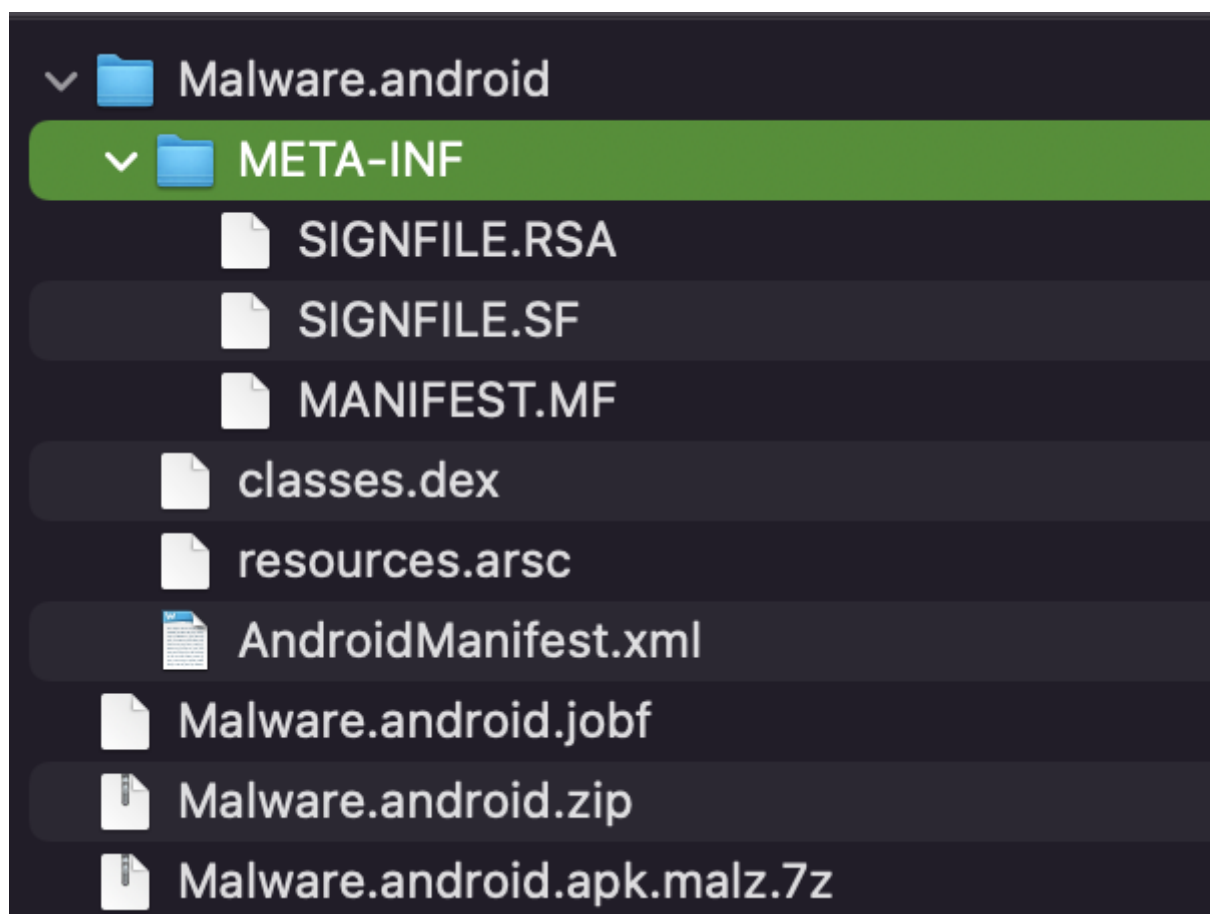 Malware.android
META-INF
SIGNFILE.RSA
SIGNFILE.SF
MANIFEST.MF
classes.dex
resources.arsc
AndroidManifest.xml
Malware.android.jobf
Malware.android.zip
Malware.android.apk.malz.7z